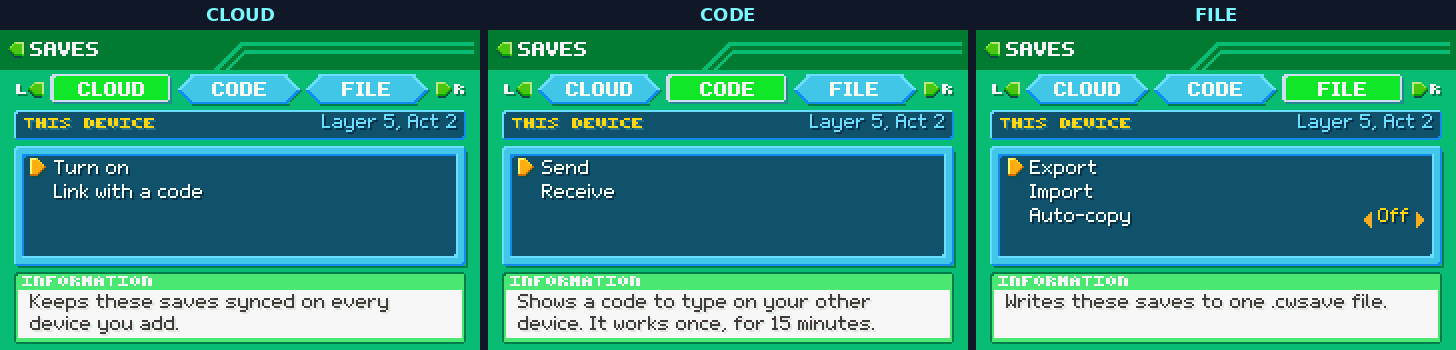 CLOUD
SAVES
L CLOUD CODE FILE R
THIS DEVICE Layer 5, Act 2
Turn on
Link with a code
INFORMATION
Keeps these saves synced on every
device you add.
CODE
SAVES
L CLOUD CODE FILE R
THIS DEVICE Layer 5, Act 2
Send
Receive
INFORMATION
Shows a code to type on your other
device. It works once, for 15 minutes.
FILE
SAVES
L CLOUD CODE FILE R
THIS DEVICE Layer 5, Act 2
Export
Import
Auto-copy Off
INFORMATION
Writes these saves to one .cwsave file.